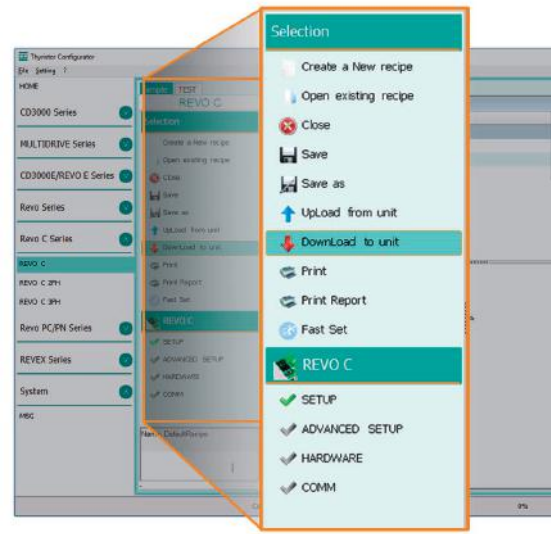 Thyristor Configurator
File Setting ?
HOME
CD3000 Series
MULTIDRIVE Series
CD3000E/REVO E Series
Revo Series
Revo C Series
REVO C
REVO C 2PH
REVO C 3PH
Revo PC/PN Series
REVEX Series
System
MSG
TEST
REVO C
Selection
Create a New recipe
Open existing recipe
Close
Save
Save as
UpLoad from unit
DownLoad to unit
Print
Print Report
Fast Set
REVO C
SETUP
ADVANCED SETUP
HARDWARE
COMM
Name: DefaultRecipe
Selection
Create a New recipe
Open existing recipe
Close
Save
Save as
UpLoad from unit
DownLoad to unit
Print
Print Report
Fast Set
REVO C
SETUP
ADVANCED SETUP
HARDWARE
COMM
0%